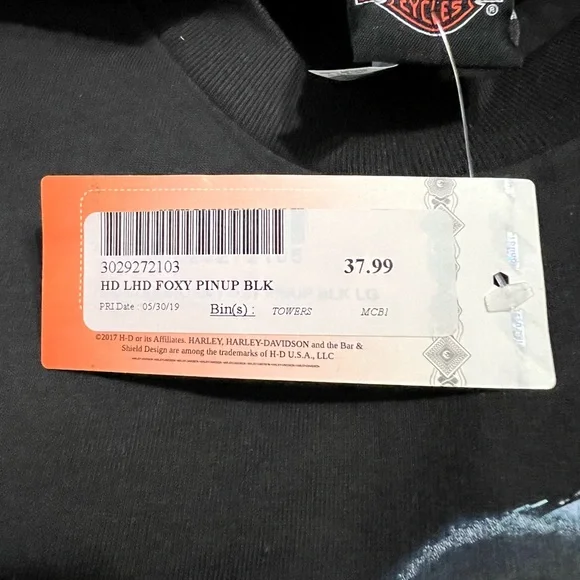 CYCLES
®
3029272103
37.99
HD LHD FOXY PINUP BLK
PRI Date: 05/30/19 Bin(s): TOWERS MCB1
©2017 H-D or its Affiliates. HARLEY, HARLEY-DAVIDSON and the Bar &
Shield Design are among the trademarks of H-D U.S.A., LLC